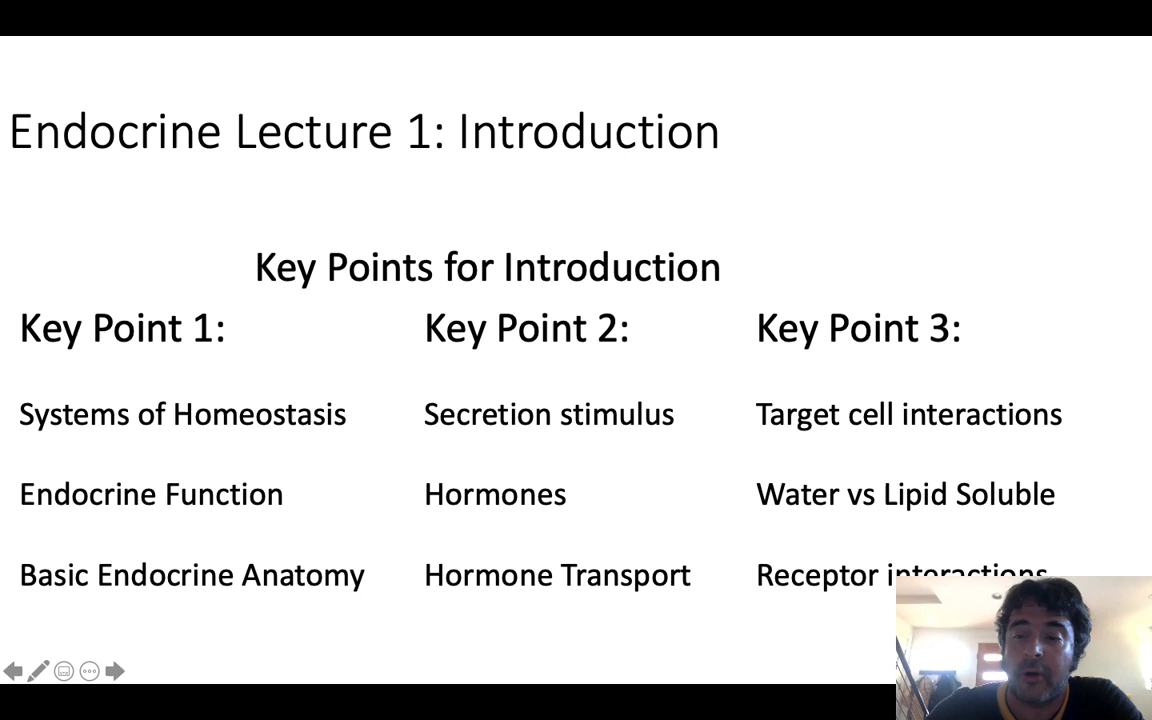 Endocrine Lecture 1: Introduction
Key Points for Introduction
Key Point 1:
Systems of Homeostasis
Endocrine Function
Basic Endocrine Anatomy
Key Point 2:
Secretion stimulus
Hormones
Hormone Transport
Key Point 3:
Target cell interactions
Water vs Lipid Soluble
Receptor interactions